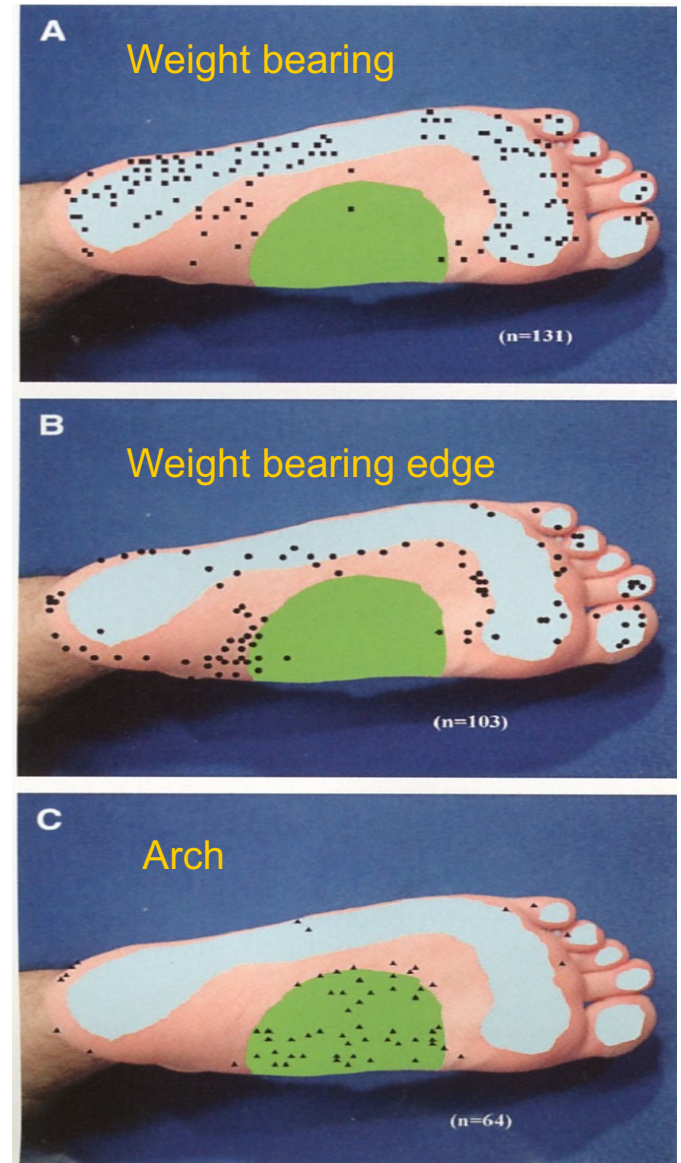 A
Weight bearing
(n=131)
B
Weight bearing edge
(n=103)
C
Arch
(n=64)